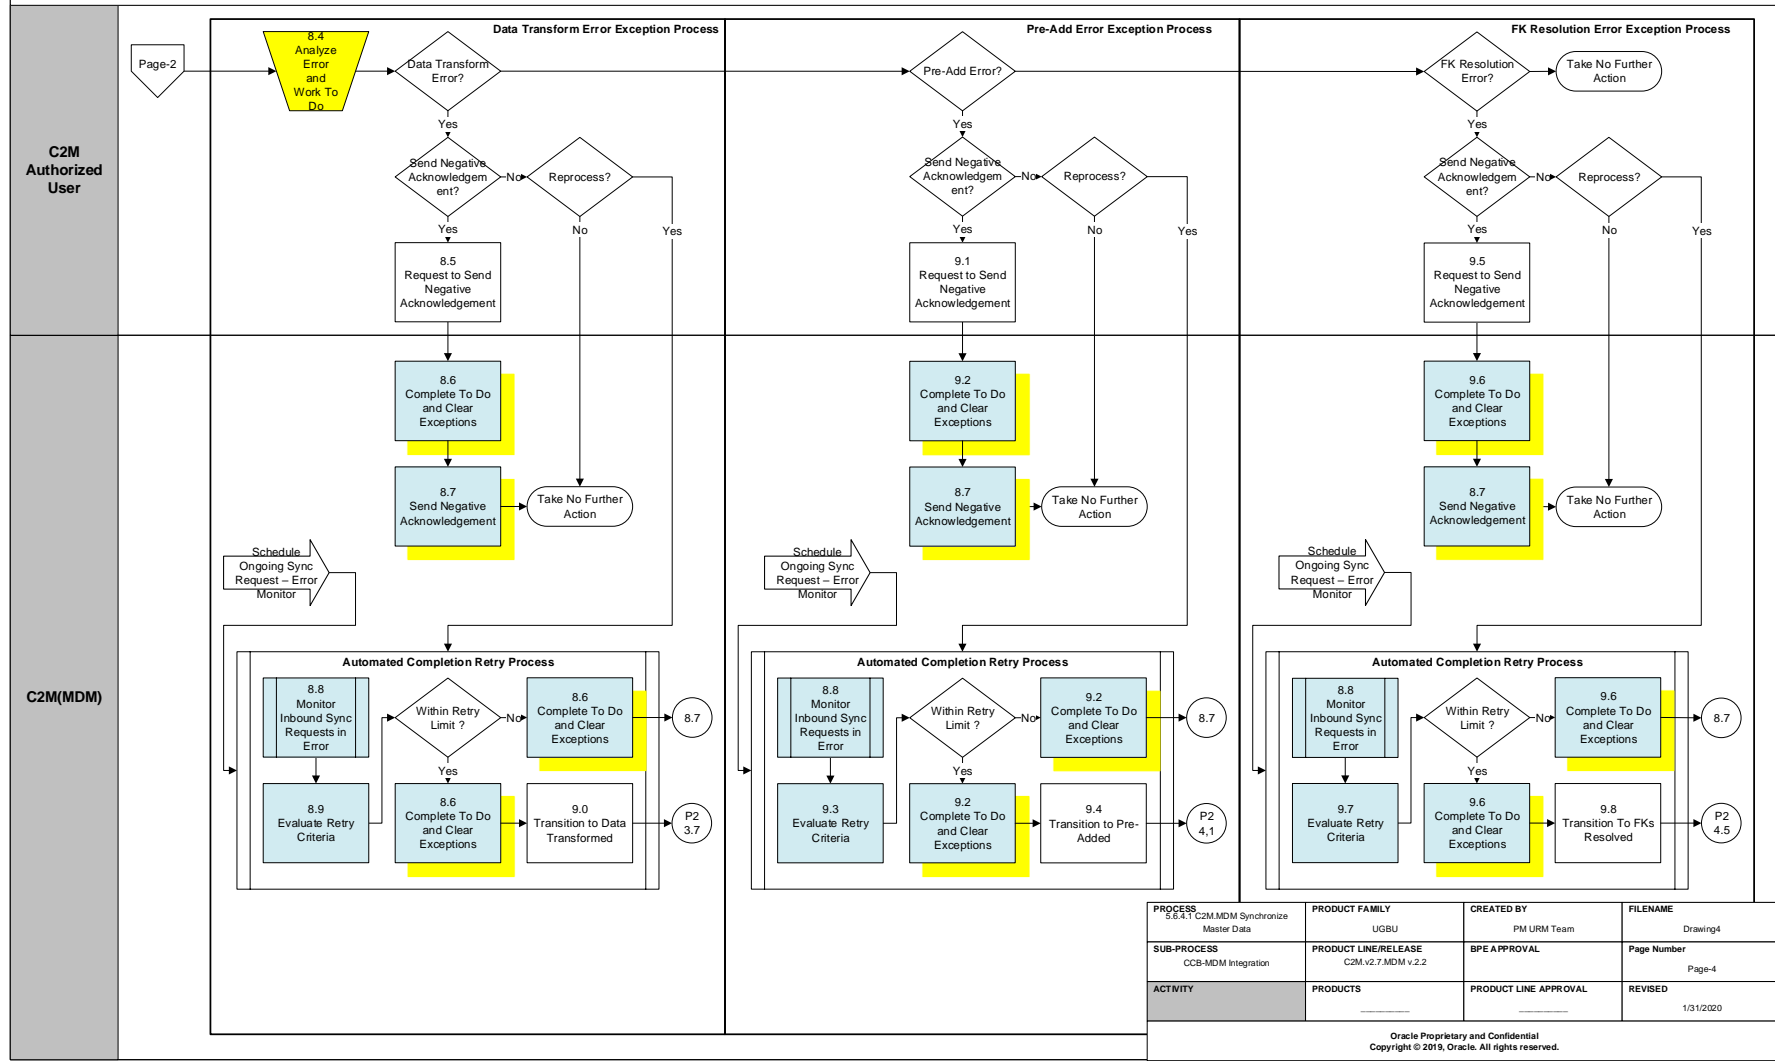 Data Transform Error Exception Process
Pre-Add Error Exception Process
FK Resolution Error Exception Process
C2M
Authorized
User
Page-2
8.4
Analyze
Error
and
Work To
Do
Data Transform
Error?
Pre-Add Error?
FK Resolution
Error?
Take No Further
Action
Yes
Yes
Yes
Send Negative
Acknowledgem
ent?
No
Reprocess?
Send Negative
Acknowledgem
ent?
No
Reprocess?
Send Negative
Acknowledgem
ent?
No
Reprocess?
Yes
No
Yes
Yes
No
Yes
Yes
No
Yes
8.5
Request to Send
Negative
Acknowledgement
9.1
Request to Send
Negative
Acknowledgement
9.5
Request to Send
Negative
Acknowledgement
C2M(MDM)
8.6
Complete To Do
and Clear
Exceptions
9.2
Complete To Do
and Clear
Exceptions
9.6
Complete To Do
and Clear
Exceptions
8.7
Send Negative
Acknowledgement
Take No Further
Action
8.7
Send Negative
Acknowledgement
Take No Further
Action
8.7
Send Negative
Acknowledgement
Take No Further
Action
Schedule
Ongoing Sync
Request – Error
Monitor
Schedule
Ongoing Sync
Request – Error
Monitor
Schedule
Ongoing Sync
Request – Error
Monitor
Automated Completion Retry Process
8.8
Monitor
Inbound Sync
Requests in
Error
Within Retry
Limit ?
No
8.6
Complete To Do
and Clear
Exceptions
8.7
Yes
8.9
Evaluate Retry
Criteria
8.6
Complete To Do
and Clear
Exceptions
9.0
Transition to Data
Transformed
P2
3.7
Automated Completion Retry Process
8.8
Monitor
Inbound Sync
Requests in
Error
Within Retry
Limit ?
No
9.2
Complete To Do
and Clear
Exceptions
8.7
Yes
9.3
Evaluate Retry
Criteria
9.2
Complete To Do
and Clear
Exceptions
9.4
Transition to Pre-
Added
P2
4,1
Automated Completion Retry Process
8.8
Monitor
Inbound Sync
Requests in
Error
Within Retry
Limit ?
No
9.6
Complete To Do
and Clear
Exceptions
8.7
Yes
9.7
Evaluate Retry
Criteria
9.6
Complete To Do
and Clear
Exceptions
9.8
Transition To FKs
Resolved
P2
4.5
PROCESS
5.6.4.1 C2M.MDM Synchronize
Master Data
PRODUCT FAMILY
UGBU
CREATED BY
PM URM Team
FILENAME
Drawing4
SUB-PROCESS
CCB-MDM Integration
PRODUCT LINE/RELEASE
C2M.v2.7.MDM v.2.2
BPE APPROVAL
Page Number
Page-4
ACTIVITY
PRODUCTS
PRODUCT LINE APPROVAL
REVISED
1/31/2020
Oracle Proprietary and Confidential
Copyright © 2019, Oracle. All rights reserved.